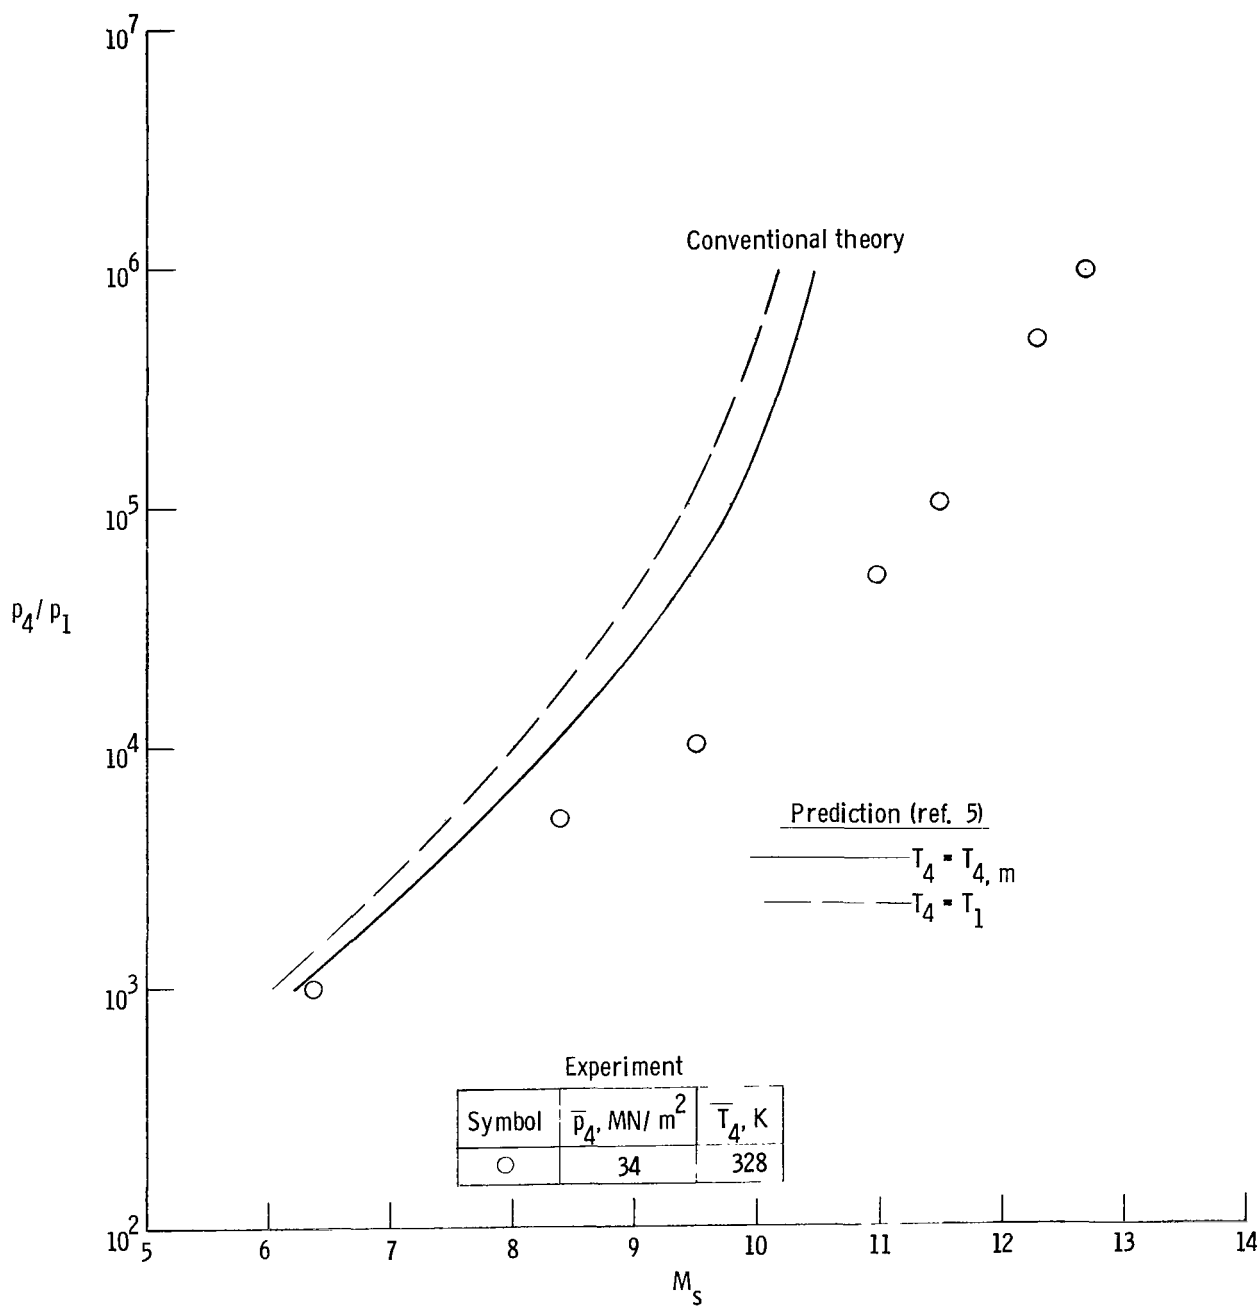 10^7
Conventional theory
10^6
10^5
p_4/p_1
10^4
Prediction (ref. 5)
T_4 = T_4, m
T_4 = T_1
10^3
Experiment
Symbol p̅_4, MN/m^2 T̅_4, K
34 328
10^2
5 6 7 8 9 10 11 12 13 14
M_s